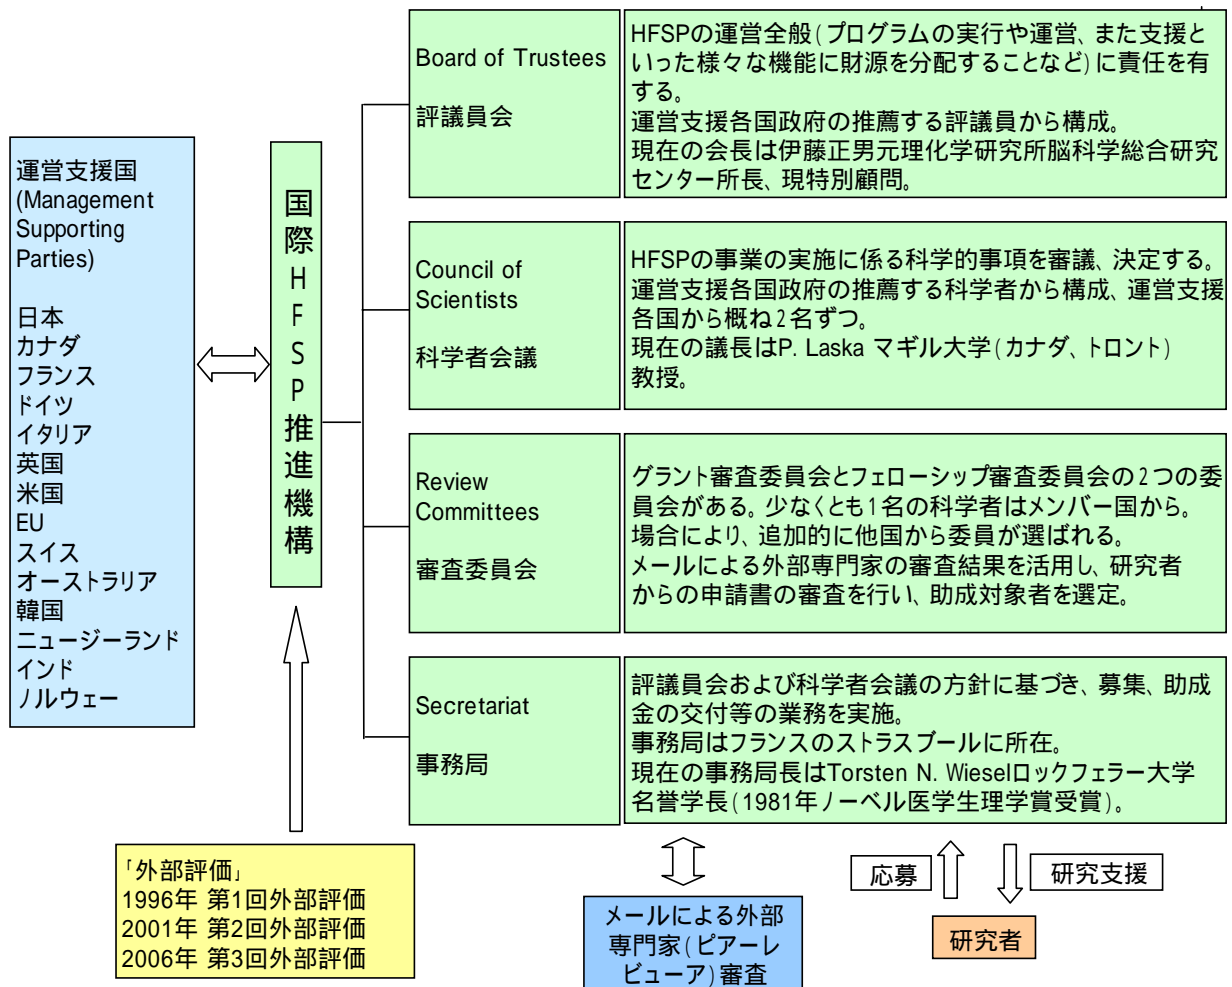 運営支援国
(Management
Supporting
Parties)
日本
カナダ
フランス
ドイツ
イタリア
英国
米国
EU
スイス
オーストラリア
韓国
ニュージーランド
インド
ノルウェー
国際HFSP推進機構
Board of Trustees
評議員会
HFSPの運営全般(プログラムの実行や運営、また支援と
いった様々な機能に財源を分配することなど)に責任を有
する。
運営支援各国政府の推薦する評議員から構成。
現在の会長は伊藤正男元理化学研究所脳科学総合研究
センター所長、現特別顧問。
Council of
Scientists
科学者会議
HFSPの事業の実施に係る科学的事項を審議、決定する。
運営支援各国政府の推薦する科学者から構成、運営支援
各国から概ね2名ずつ。
現在の議長はP. Laska マギル大学(カナダ、トロント)
教授。
Review
Committees
審査委員会
グラント審査委員会とフェローシップ審査委員会の2つの委
員会がある。少なくとも1名の科学者はメンバー国から。
場合により、追加的に他国から委員が選ばれる。
メールによる外部専門家の審査結果を活用し、研究者
からの申請書の審査を行い、助成対象者を選定。
Secretariat
事務局
評議員会および科学者会議の方針に基づき、募集、助成
金の交付等の業務を実施。
事務局はフランスのストラスブールに所在。
現在の事務局長はTorsten N. Wieselロックフェラー大学
名誉学長(1981年ノーベル医学生理学賞受賞)。
「外部評価」
1996年 第1回外部評価
2001年 第2回外部評価
2006年 第3回外部評価
メールによる外部
専門家(ピアーレ
ビューア)審査
応募
研究支援
研究者